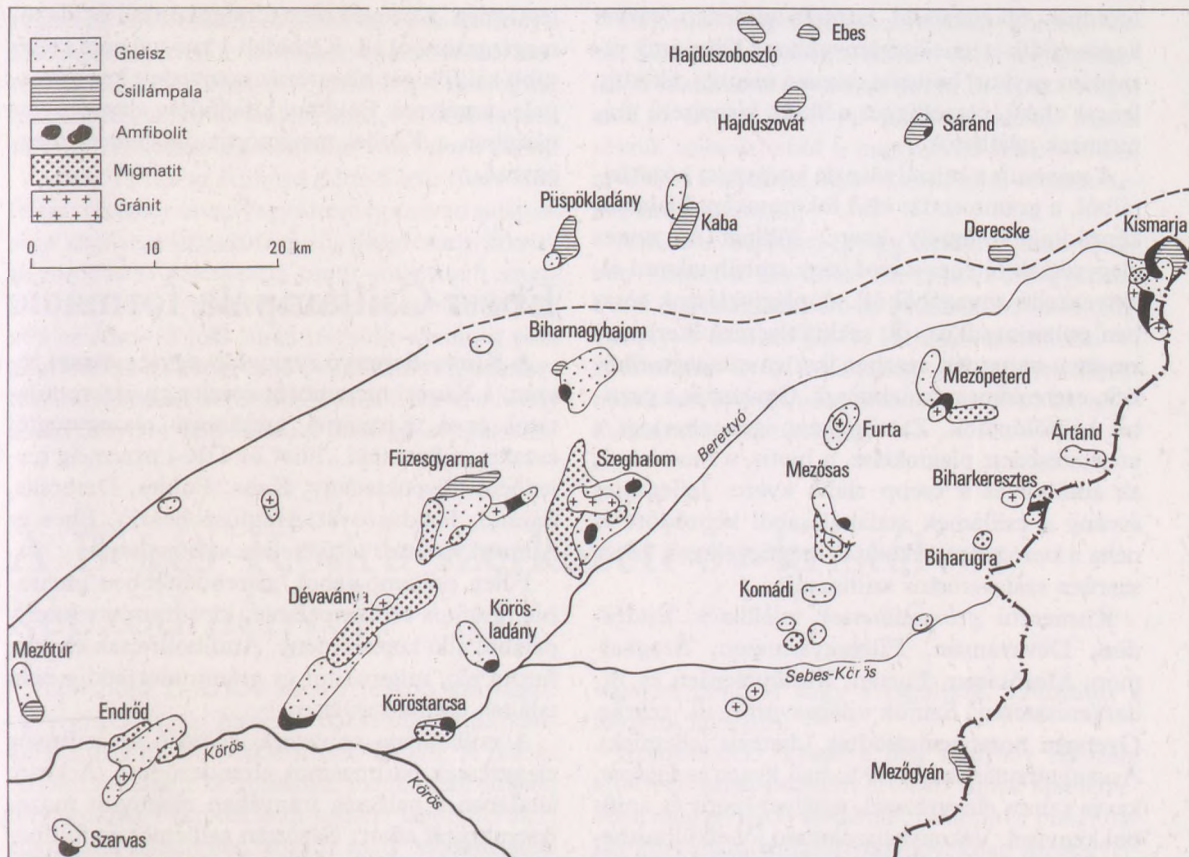 Gneisz
Csillámpala
Amfibolit
Migmatit
Gránit
0 10 20 km
Ebes
Hajdúszoboszló
Hajdúszovát
Sáránd
Püspökladány
Kaba
Derecske
Kismarja
Biharnagybajom
Mezőpeterd
Berettyó
Furta
Ártánd
Füzesgyarmat
Szeghalom
Mezősas
Biharkeresztes
Biharugra
Dévaványa
Komádi
Körös
ladány
Mezőtúr
Sebes-Körös
Endrőd
Köröstarcsa
Körös
Körös
Mezőgyán
Szarvas